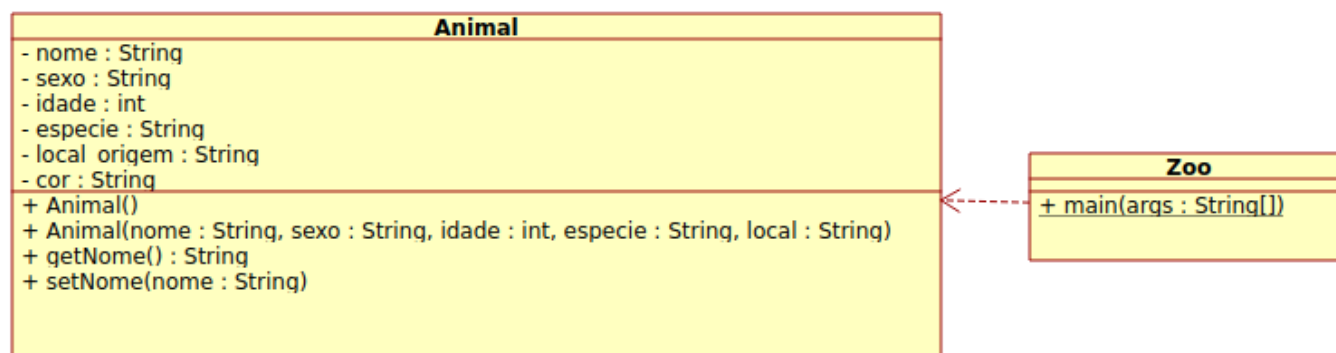 Animal
- nome : String
- sexo : String
- idade : int
- especie : String
- local_origem : String
- cor : String
+ Animal()
+ Animal(nome : String, sexo : String, idade : int, especie : String, local : String)
+ getNome() : String
+ setNome(nome : String)
Zoo
+ main(args : String[])